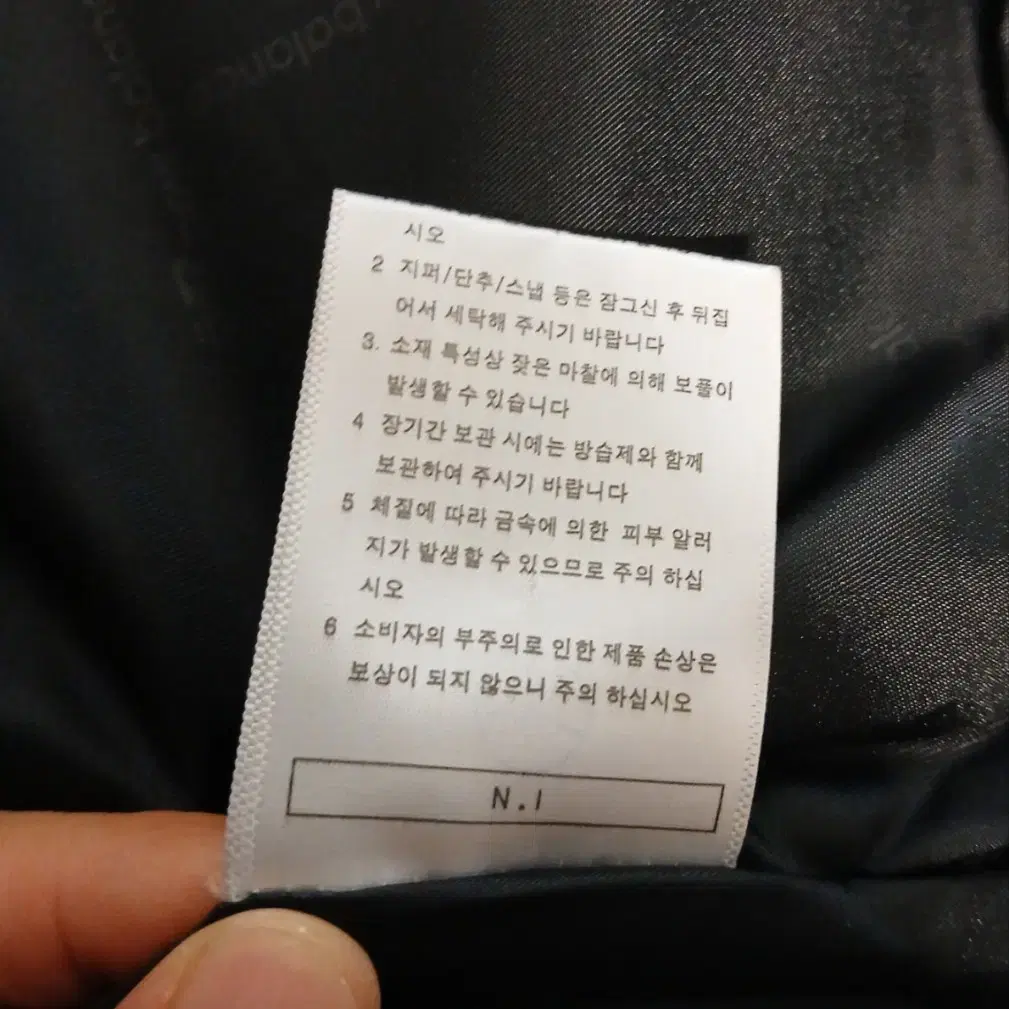 balance
시오
2 지퍼/단추/스냅 등은 잠그신 후 뒤집
어서 세탁해 주시기 바랍니다
3. 소재 특성상 잦은 마찰에 의해 보풀이
발생할 수 있습니다
4 장기간 보관 시에는 방습제와 함께
보관하여 주시기 바랍니다
5 체질에 따라 금속에 의한 피부 알러
지가 발생할 수 있으므로 주의 하십
시오
6 소비자의 부주의로 인한 제품 손상은
보상이 되지 않으니 주의 하십시오
N.I